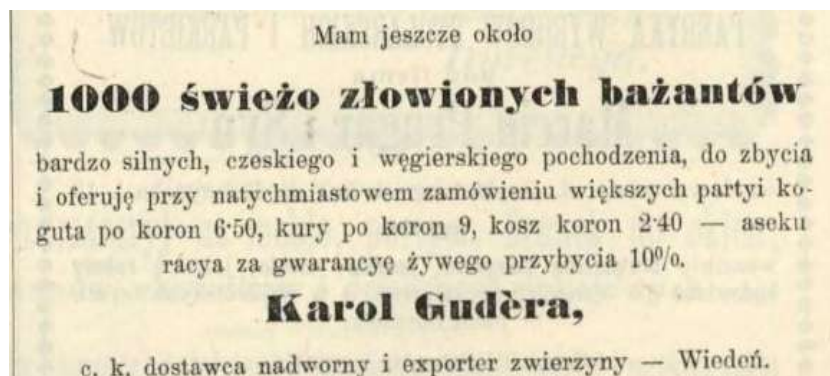 Mam jeszcze około
1000 świeżo złowionych bażantów
bardzo silnych, czeskiego i węgierskiego pochodzenia, do zbycia
i oferuję przy natychmiastowem zamówieniu większych partyi ko-
guta po koron 6·50, kury po koron 9, kosz koron 2·40 — aseku
racya za gwarancyę żywego przybycia 10%.
Karol Gudèra,
c. k. dostawca nadworny i exporter zwierzyny — Wiedeń.